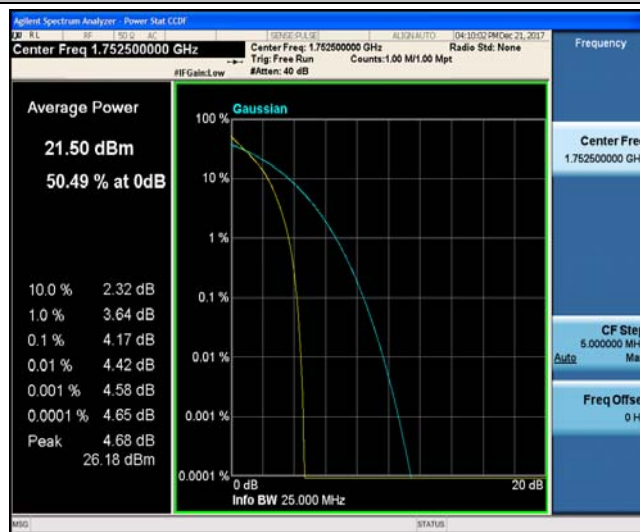 Agilent Spectrum Analyzer - Power Stat CCDF
RL RF 50 Ω AC SENSE:PULSE ALIGN AUTO 04:10:02 PM Dec 21, 2017
Center Freq 1.752500000 GHz
Center Freq: 1.752500000 GHz Radio Std: None
Trig: Free Run Counts:1.00 M/1.00 Mpt
#IFGain:Low #Atten: 40 dB
Frequency
Average Power
21.50 dBm
50.49 % at 0dB
10.0 % 2.32 dB
1.0 % 3.64 dB
0.1 % 4.17 dB
0.01 % 4.42 dB
0.001 % 4.58 dB
0.0001 % 4.65 dB
Peak 4.68 dB
26.18 dBm
Gaussian
100 %
10 %
1 %
0.1 %
0.01 %
0.001 %
0.0001 %
0 dB 20 dB
Info BW 25.000 MHz
Center Fre
1.752500000 GH
CF Step
5.000000 MH
Auto Ma
Freq Offse
0 H
MSG STATUS